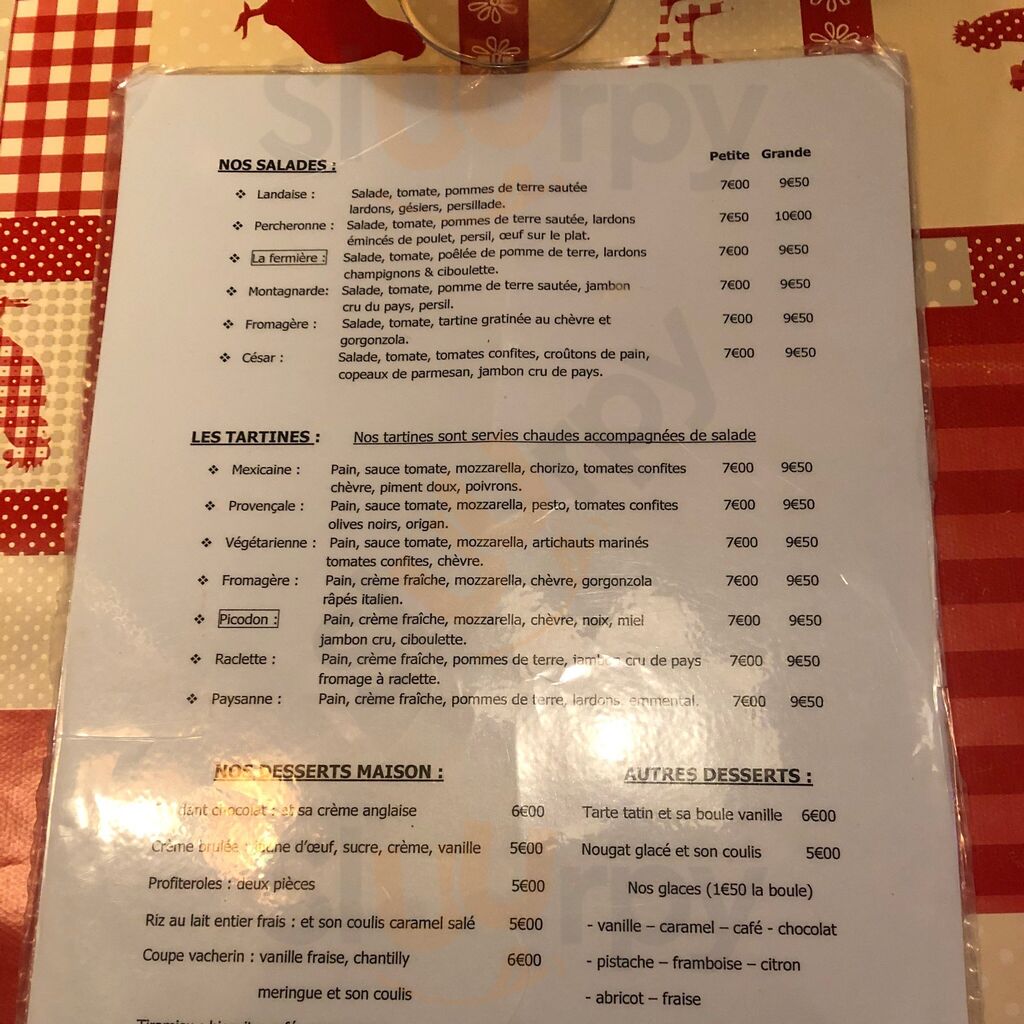 NOS SALADES : Petite Grande
❖ Landaise : Salade, tomate, pommes de terre sautée 7€00 9€50
lardons, gésiers, persillade.
❖ Percheronne : Salade, tomate, pommes de terre sautée, lardons 7€50 10€00
émincés de poulet, persil, œuf sur le plat.
❖ La fermière : Salade, tomate, poêlée de pomme de terre, lardons 7€00 9€50
champignons & ciboulette.
❖ Montagnarde: Salade, tomate, pomme de terre sautée, jambon 7€00 9€50
cru du pays, persil.
❖ Fromagère : Salade, tomate, tartine gratinée au chèvre et 7€00 9€50
gorgonzola.
❖ César : Salade, tomate, tomates confites, croûtons de pain, 7€00 9€50
copeaux de parmesan, jambon cru de pays.
LES TARTINES : Nos tartines sont servies chaudes accompagnées de salade
❖ Mexicaine : Pain, sauce tomate, mozzarella, chorizo, tomates confites 7€00 9€50
chèvre, piment doux, poivrons.
❖ Provençale : Pain, sauce tomate, mozzarella, pesto, tomates confites 7€00 9€50
olives noirs, origan.
❖ Végétarienne : Pain, sauce tomate, mozzarella, artichauts marinés 7€00 9€50
tomates confites, chèvre.
❖ Fromagère : Pain, crème fraîche, mozzarella, chèvre, gorgonzola 7€00 9€50
râpés italien.
❖ Picodon : Pain, crème fraîche, mozzarella, chèvre, noix, miel 7€00 9€50
jambon cru, ciboulette.
❖ Raclette : Pain, crème fraîche, pommes de terre, jambon cru de pays 7€00 9€50
fromage à raclette.
❖ Paysanne : Pain, crème fraîche, pommes de terre, lardons, emmental. 7€00 9€50
NOS DESSERTS MAISON :
chocolat : et sa crème anglaise 6€00
Crème brulée : d'œuf, sucre, crème, vanille 5€00
Profiteroles : deux pièces 5€00
Riz au lait entier frais : et son coulis caramel salé 5€00
Coupe vacherin : vanille fraise, chantilly 6€00
meringue et son coulis
AUTRES DESSERTS :
Tarte tatin et sa boule vanille 6€00
Nougat glacé et son coulis 5€00
Nos glaces (1€50 la boule)
- vanille – caramel – café - chocolat
- pistache – framboise – citron
- abricot – fraise